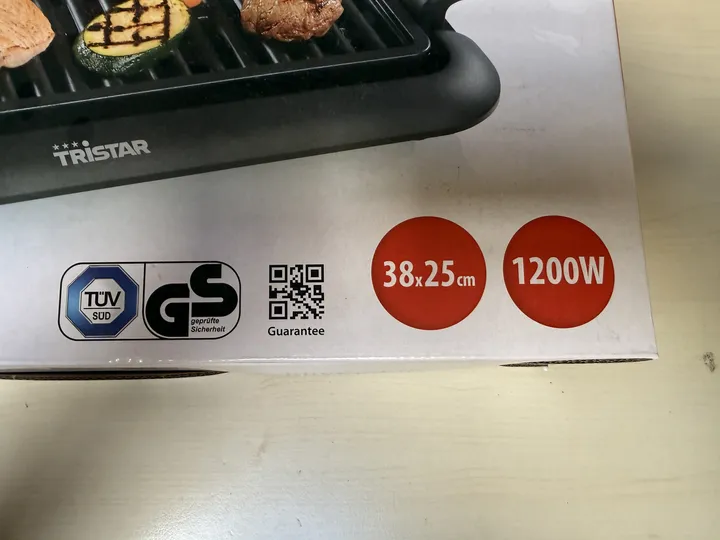 TRISTAR
TÜV
SÜD
GS
geprüfte
Sicherheit
Guarantee
38x25cm
1200W